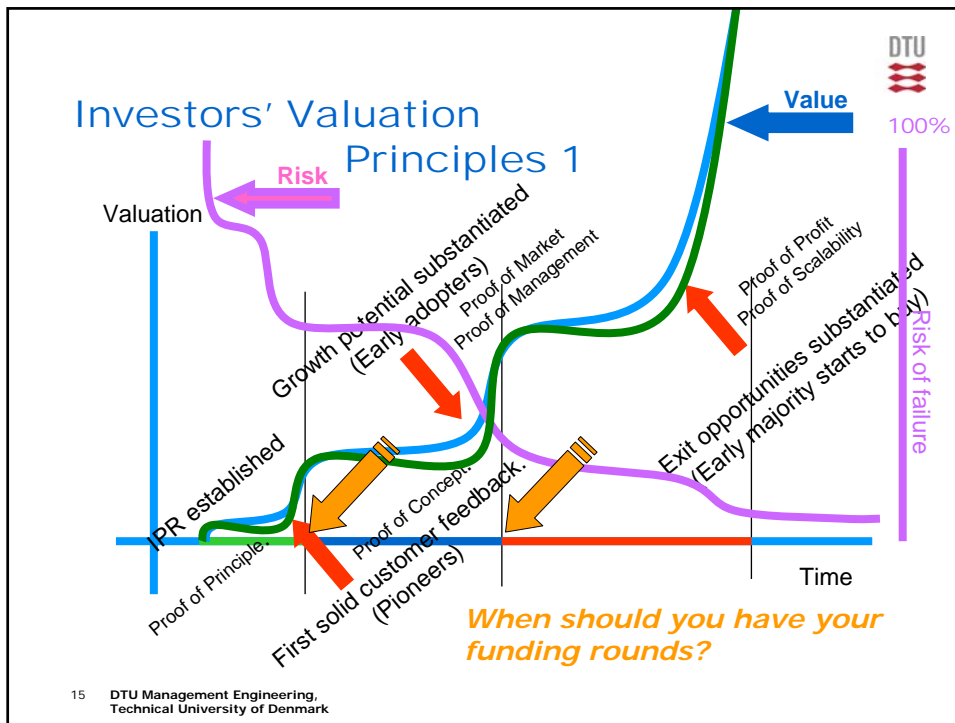 DTU
Investors' Valuation
Principles 1
Value
100%
Risk
Valuation
Growth potential substantiated
(Early adopters)
Proof of Market
Proof of Management
Proof of Profit
Proof of Scalability
Exit opportunities substantiated
(Early majority starts to buy)
Risk of failure
IPR established
Proof of Principle.
Proof of Concept.
First solid customer feedback.
(Pioneers)
Time
When should you have your
funding rounds?
15 DTU Management Engineering,
Technical University of Denmark